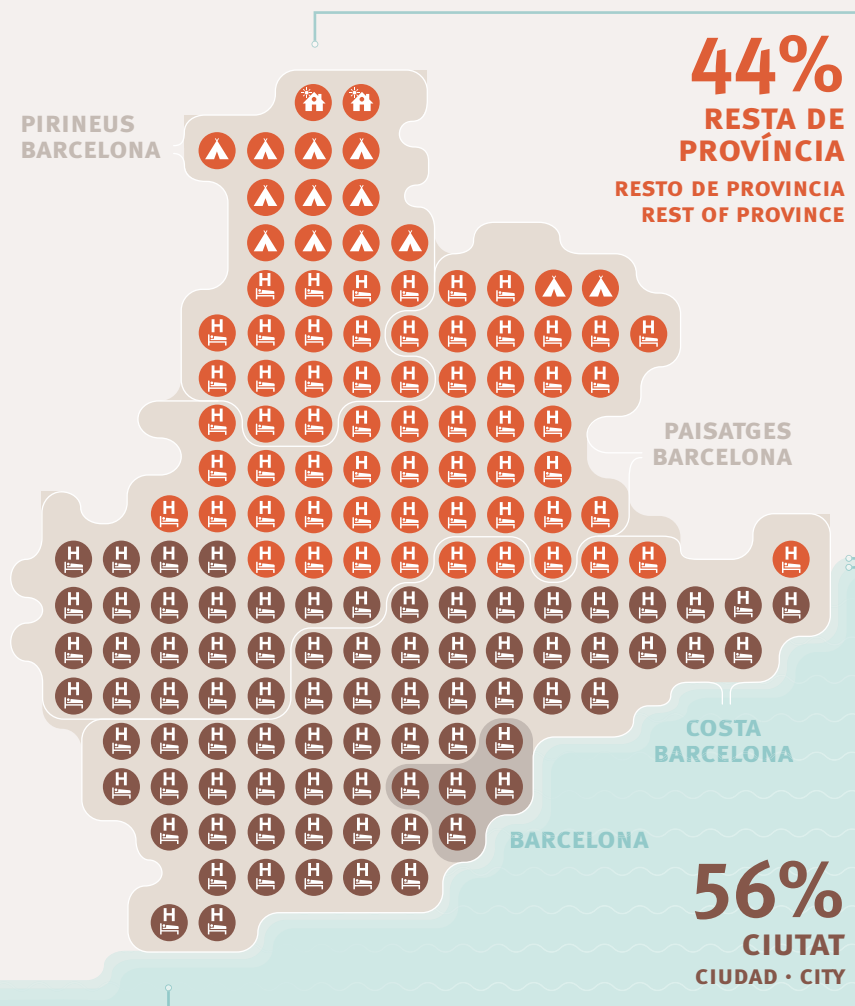 44%
RESTA DE
PROVÍNCIA
RESTO DE PROVINCIA
REST OF PROVINCE
PIRINEUS
BARCELONA
PAISATGES
BARCELONA
COSTA
BARCELONA
BARCELONA
56%
CIUTAT
CIUDAD · CITY